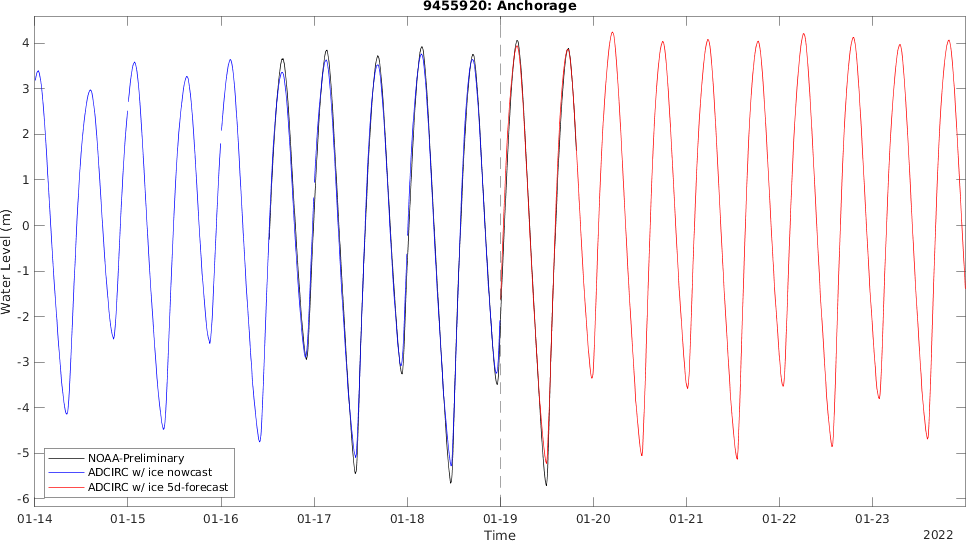 9455920: Anchorage
4
3
2
1
0
-1
-2
-3
-4
-5
-6
Water Level (m)
NOAA-Preliminary
ADCIRC w/ ice nowcast
ADCIRC w/ ice 5d-forecast
01-14 01-15 01-16 01-17 01-18 01-19 01-20 01-21 01-22 01-23
Time
2022